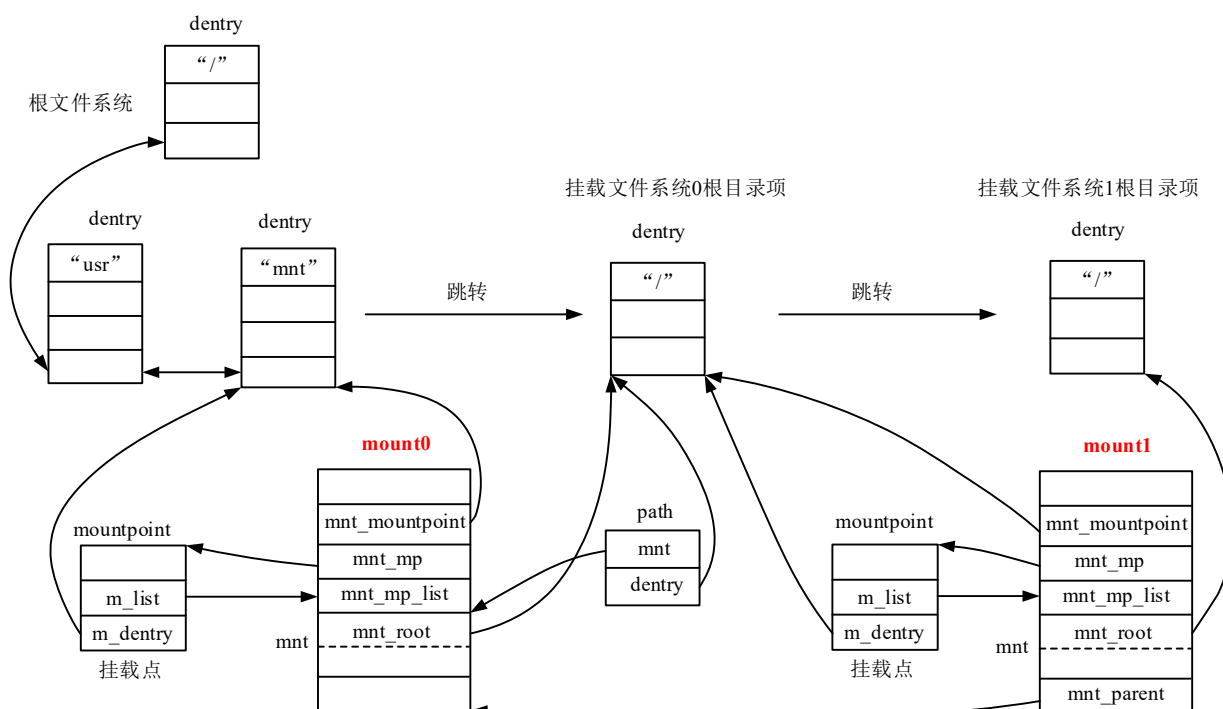 dentry
“/”
根文件系统
挂载文件系统0根目录项
挂载文件系统1根目录项
dentry
dentry
dentry
dentry
“usr”
“mnt”
“/”
“/”
跳转
跳转
mount0
mount1
mountpoint
mnt_mountpoint
path
mountpoint
mnt_mountpoint
mnt_mp
mnt
mnt_mp
m_list
mnt_mp_list
dentry
m_list
mnt_mp_list
m_dentry
mnt_root
m_dentry
mnt_root
mnt
mnt
挂载点
挂载点
mnt_parent